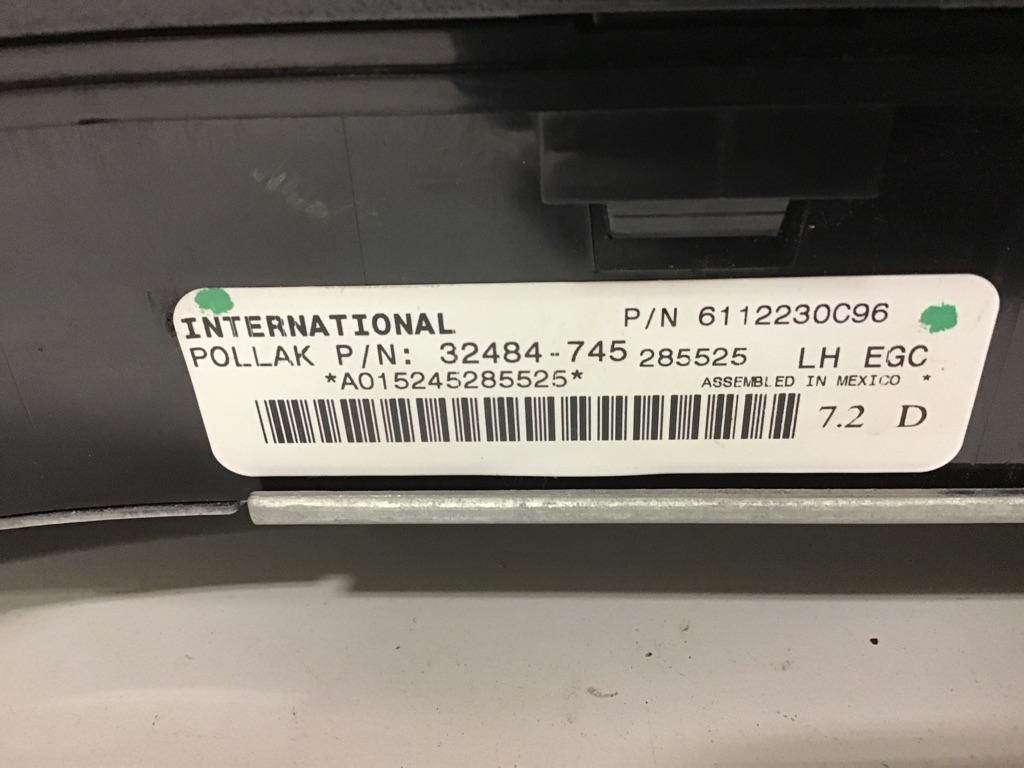 INTERNATIONAL P/N 6112230C96
POLLAK P/N: 32484-745 285525 LH EGC
*A015245285525* ASSEMBLED IN MEXICO *
7.2 D